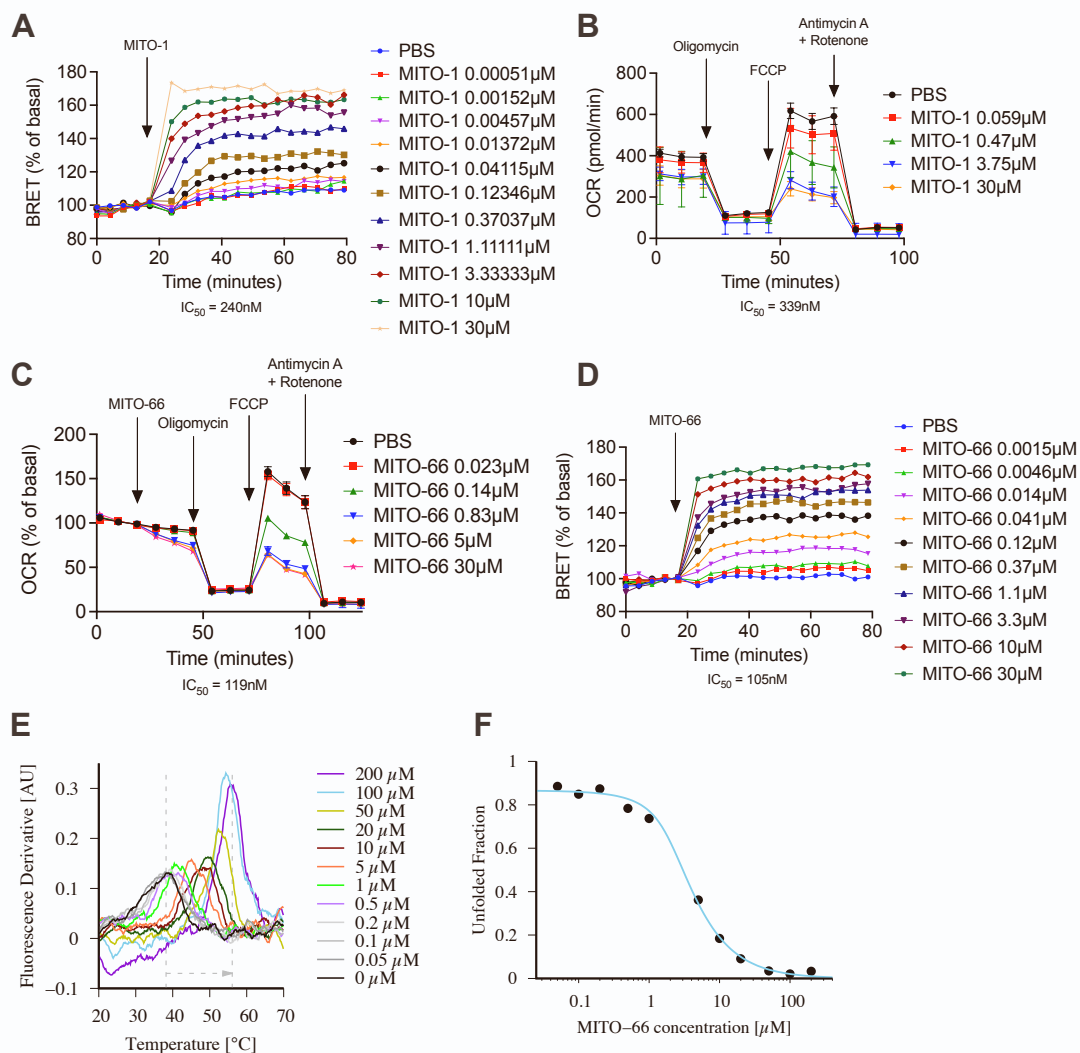 A
MITO-1
BRET (% of basal)
180
160
140
120
100
80
0
20
40
60
80
Time (minutes)
IC50 = 240nM
PBS
MITO-1 0.00051µM
MITO-1 0.00152µM
MITO-1 0.00457µM
MITO-1 0.01372µM
MITO-1 0.04115µM
MITO-1 0.12346µM
MITO-1 0.37037µM
MITO-1 1.11111µM
MITO-1 3.33333µM
MITO-1 10µM
MITO-1 30µM
B
Oligomycin
FCCP
Antimycin A
+ Rotenone
OCR (pmol/min)
800
600
400
200
0
0
50
100
Time (minutes)
IC50 = 339nM
PBS
MITO-1 0.059µM
MITO-1 0.47µM
MITO-1 3.75µM
MITO-1 30µM
C
MITO-66
Oligomycin
FCCP
Antimycin A
+ Rotenone
OCR (% of basal)
200
150
100
50
0
0
50
100
Time (minutes)
IC50 = 119nM
PBS
MITO-66 0.023µM
MITO-66 0.14µM
MITO-66 0.83µM
MITO-66 5µM
MITO-66 30µM
D
MITO-66
BRET (% of basal)
180
160
140
120
100
80
0
20
40
60
80
Time (minutes)
IC50 = 105nM
PBS
MITO-66 0.0015µM
MITO-66 0.0046µM
MITO-66 0.014µM
MITO-66 0.041µM
MITO-66 0.12µM
MITO-66 0.37µM
MITO-66 1.1µM
MITO-66 3.3µM
MITO-66 10µM
MITO-66 30µM
E
Fluorescence Derivative [AU]
0.3
0.2
0.1
0
−0.1
20
30
40
50
60
70
Temperature [°C]
200 µM
100 µM
50 µM
20 µM
10 µM
5 µM
1 µM
0.5 µM
0.2 µM
0.1 µM
0.05 µM
0 µM
F
Unfolded Fraction
1
0.8
0.6
0.4
0.2
0
0.1
1
10
100
MITO−66 concentration [µM]